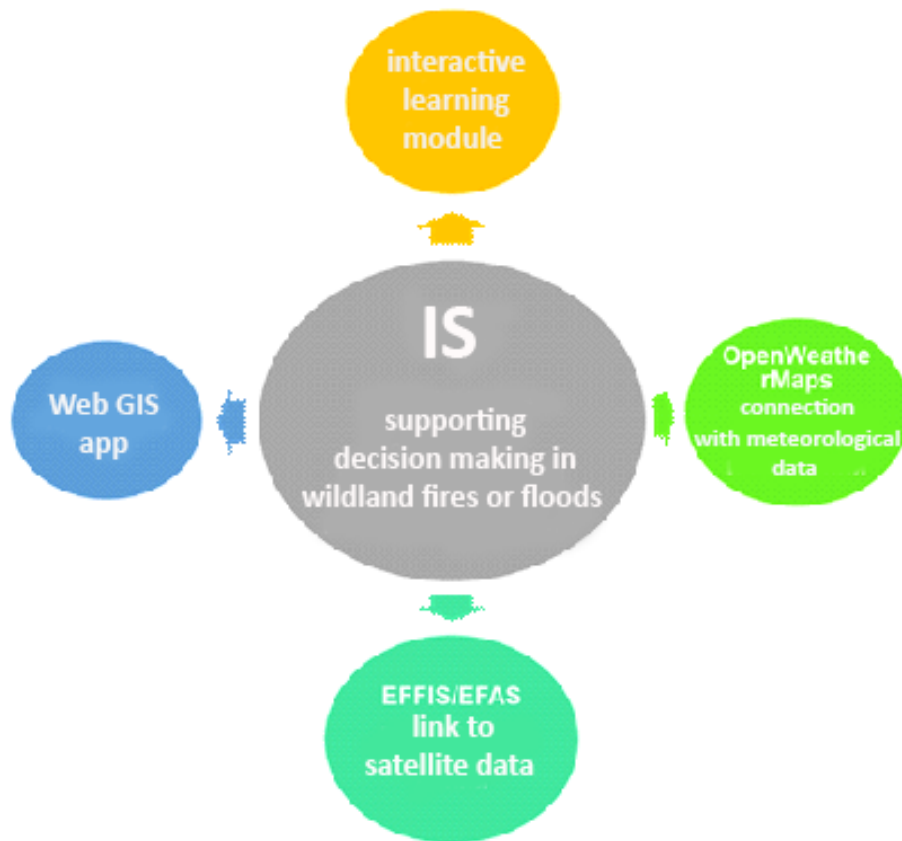 interactive
learning
module
IS
supporting
decision making in
wildland fires or floods
Web GIS
app
OpenWeathe
rMaps
connection
with meteorological
data
EFFIS/EFAS
link to
satellite data